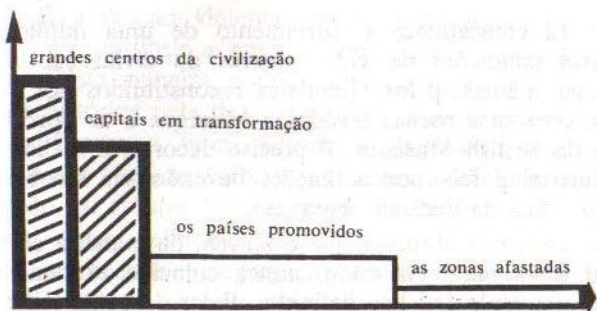 grandes centros da civilização
capitais em transformação
os países promovidos
as zonas afastadas